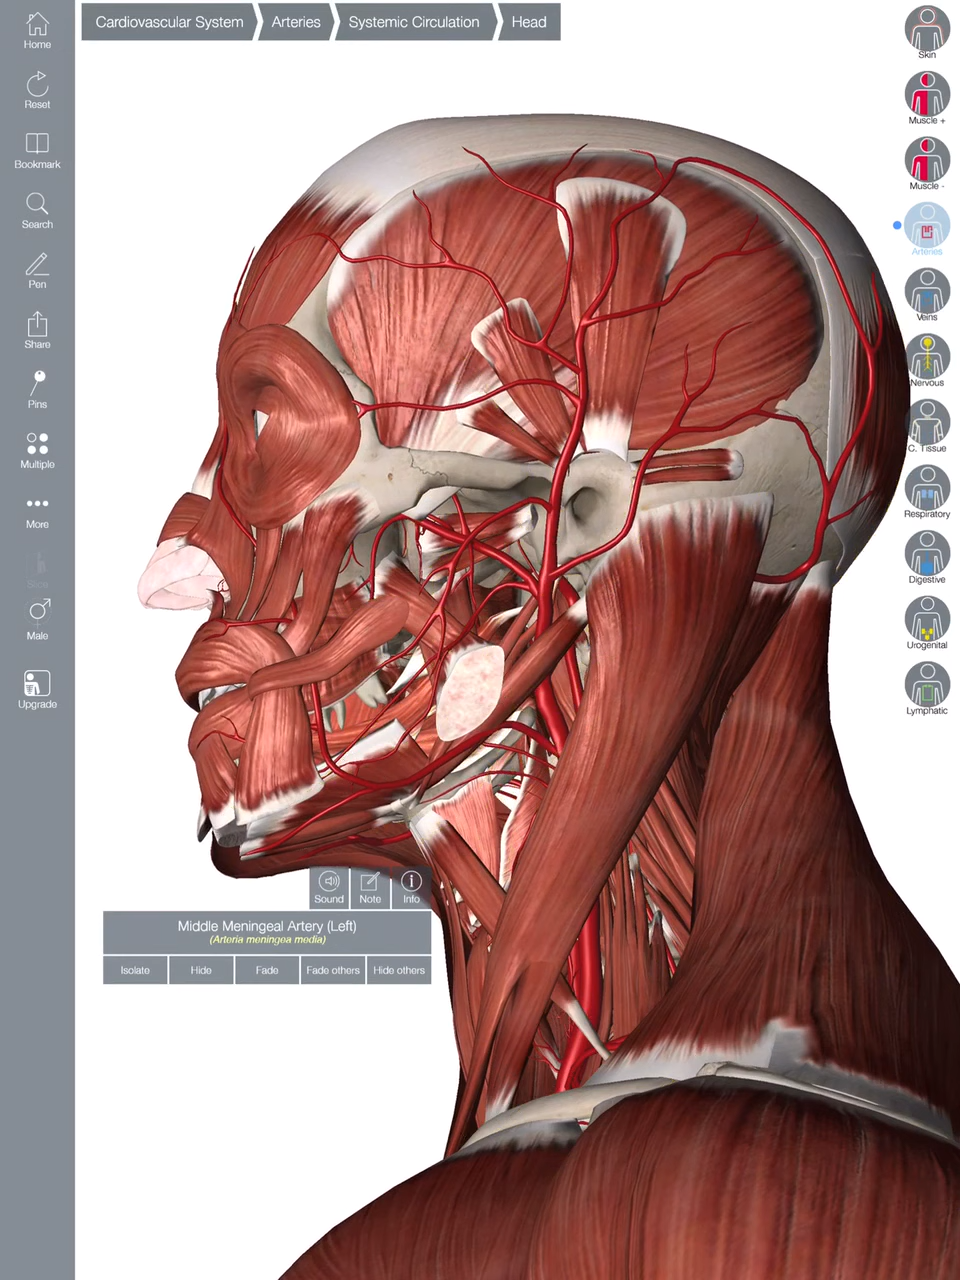 Home
Reset
Bookmark
Search
Pen
Share
Pins
Multiple
More
Size
Male
Upgrade
Cardiovascular System
Arteries
Systemic Circulation
Head
Skin
Muscle +
Muscle -
Arteries
Veins
Nervous
C. Tissue
Respiratory
Digestive
Urogenital
Lymphatic
Sound
Note
Info
Middle Meningeal Artery (Left)
(Arteria meningea media)
Isolate
Hide
Fade
Fade others
Hide others